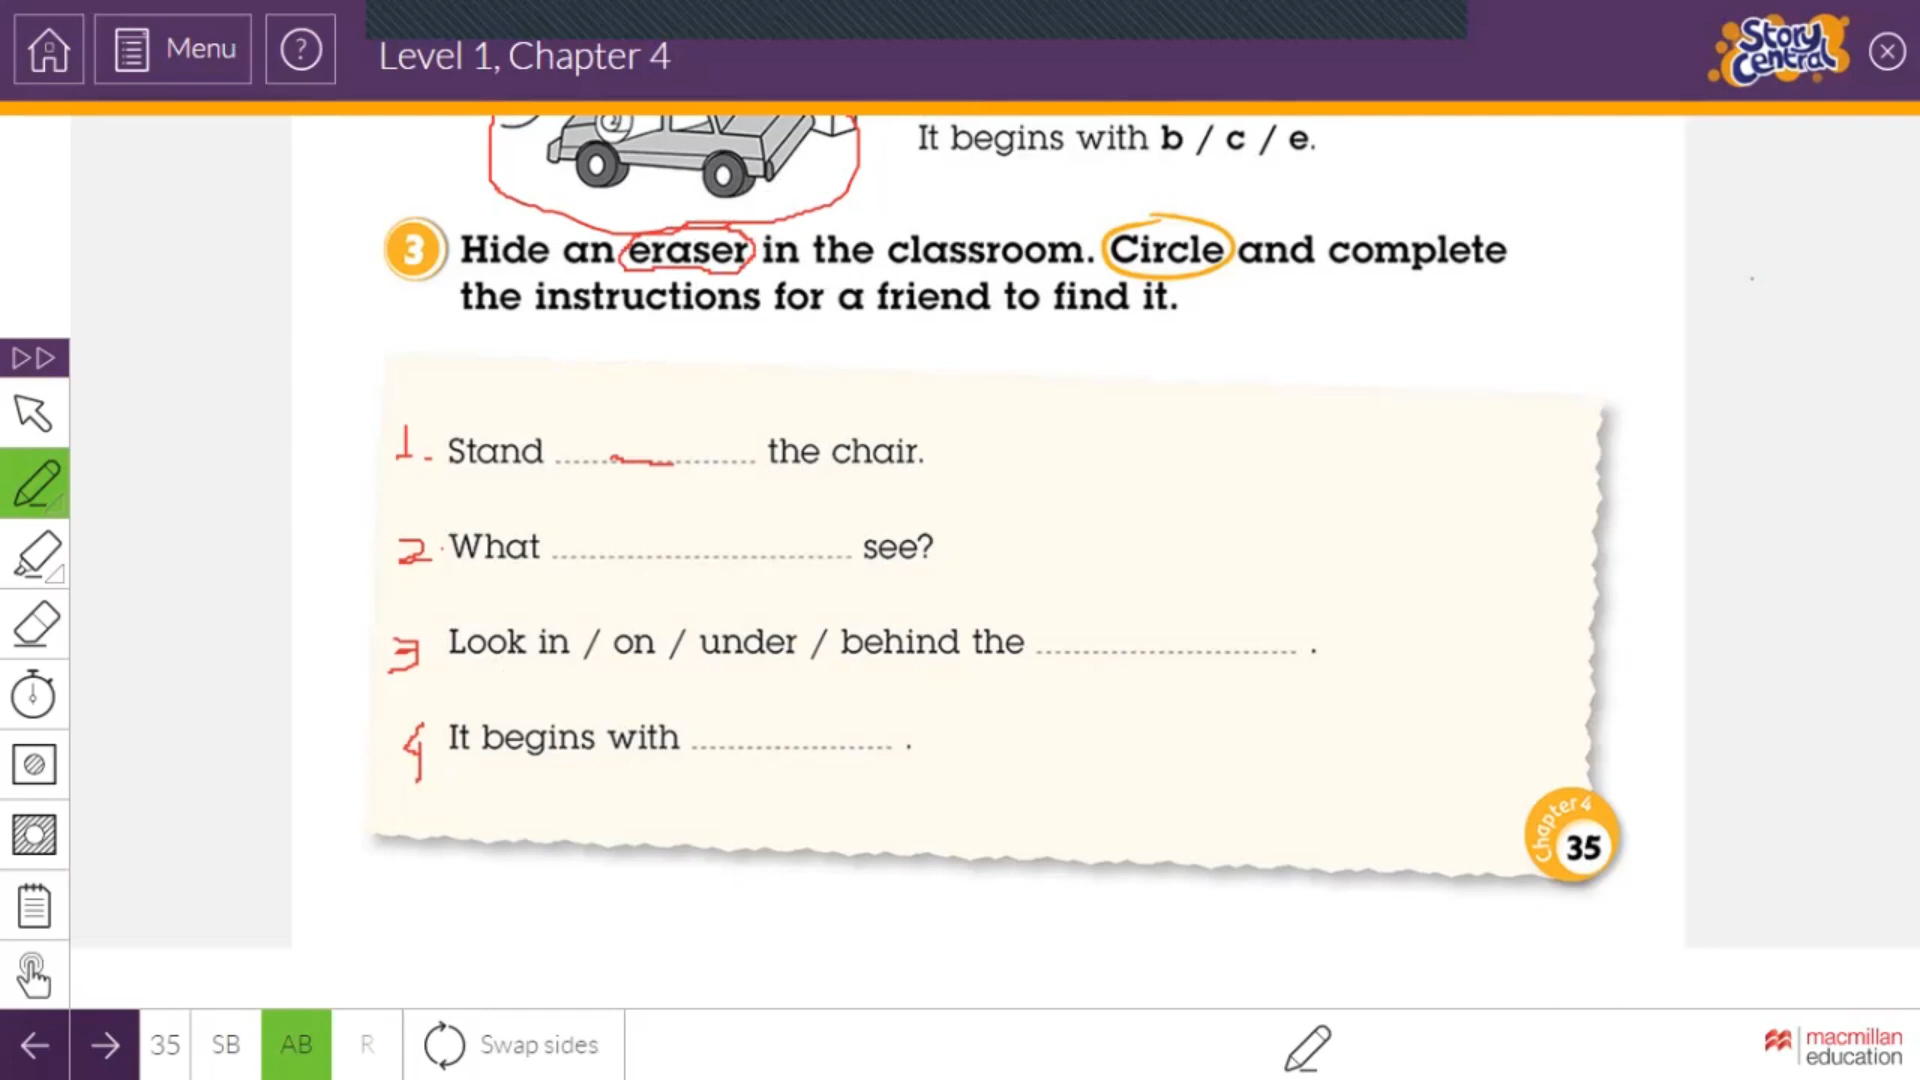 Menu
?
Level 1, Chapter 4
Story Central
It begins with b / c / e.
3 Hide an eraser in the classroom. Circle and complete
the instructions for a friend to find it.
1. Stand .................... the chair.
2. What .............................. see?
3 Look in / on / under / behind the .......................... .
4 It begins with .................... .
Chapter 4
35
35
SB
AB
R
Swap sides
macmillan
education